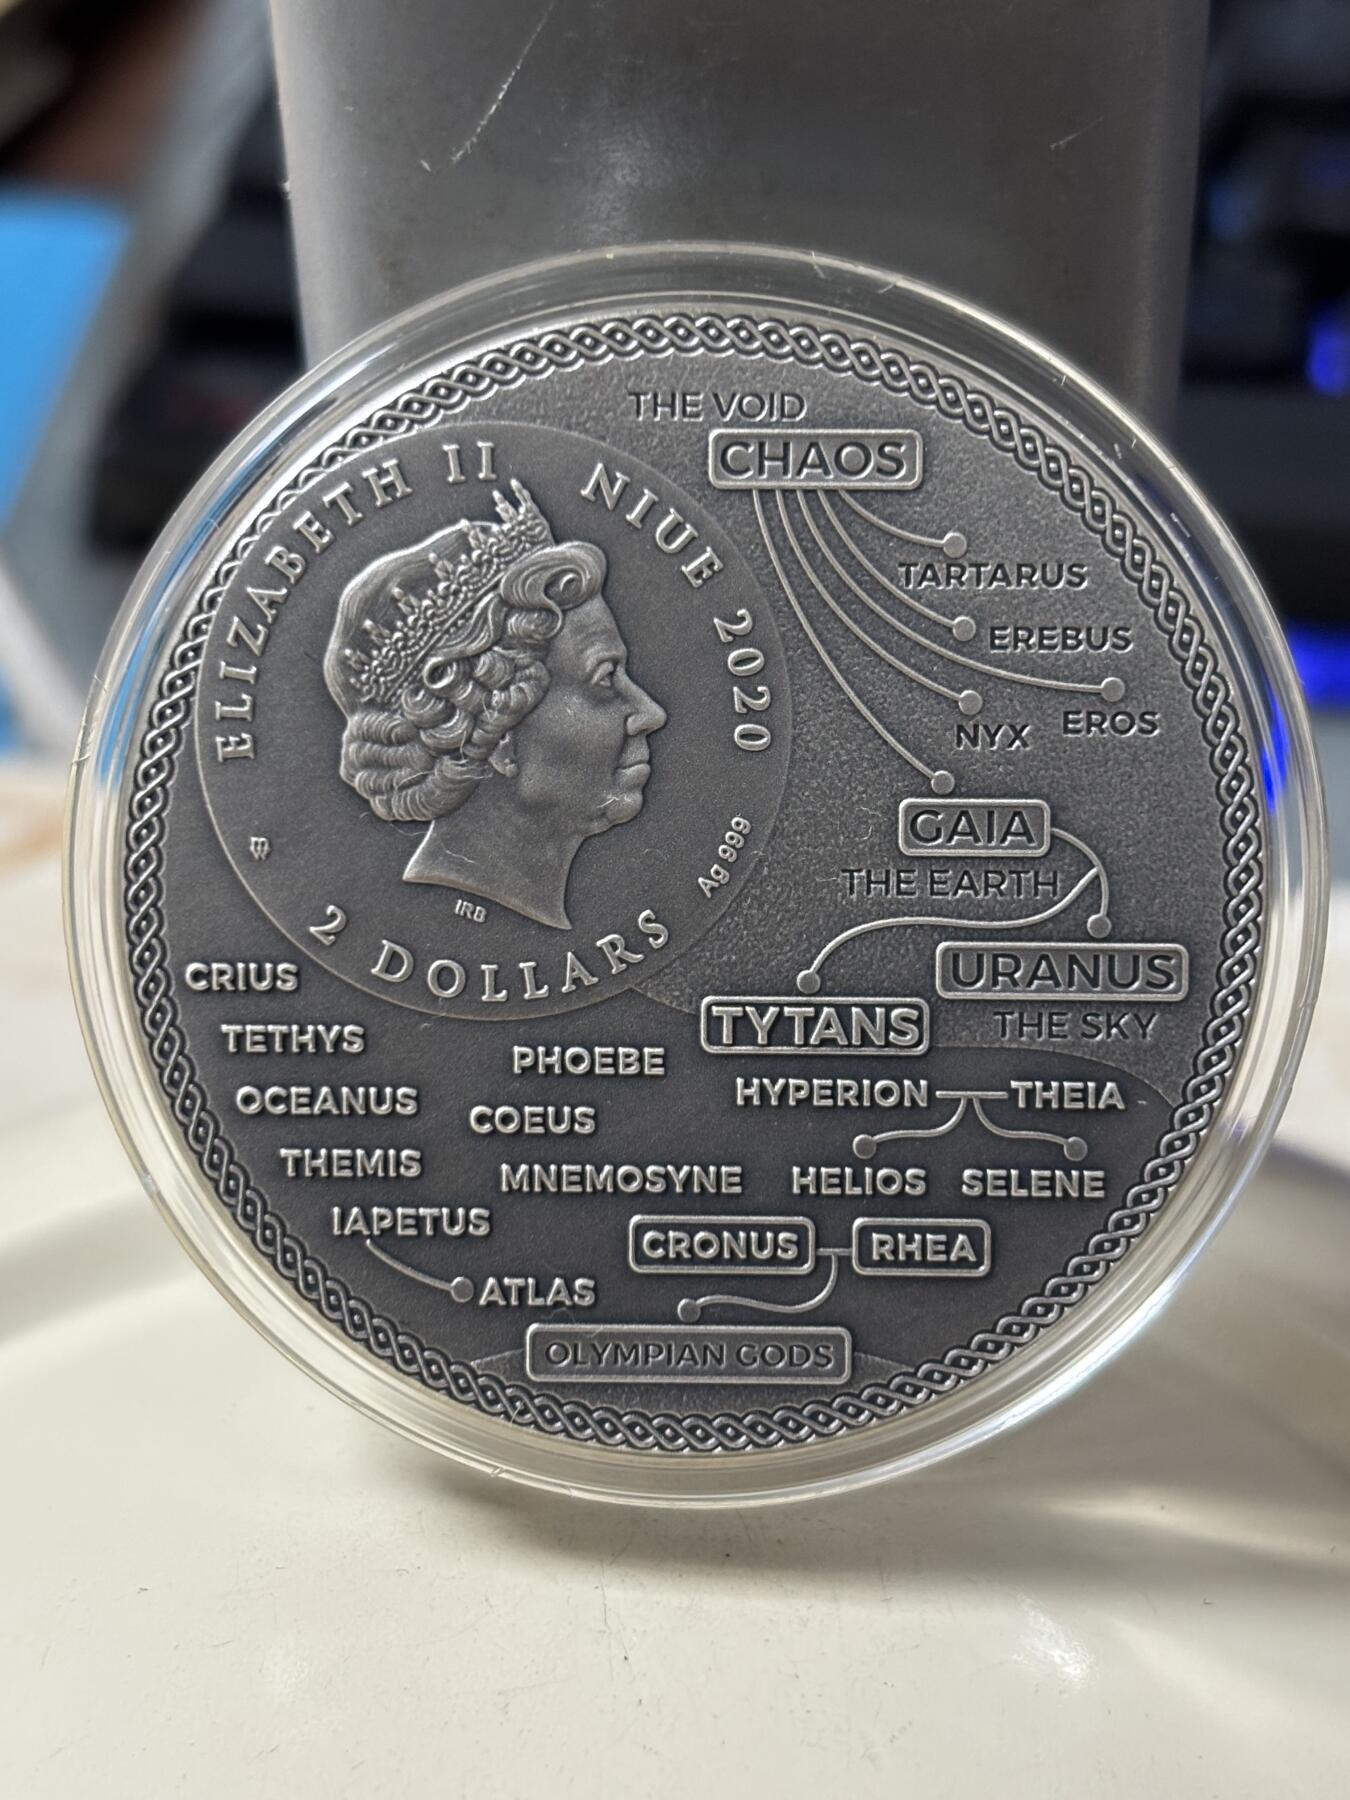 ELIZABETH II NIUE 2020
Ag 999
IRB
2 DOLLARS
THE VOID
CHAOS
TARTARUS
EREBUS
EROS
NYX
GAIA
THE EARTH
URANUS
THE SKY
TYTANS
CRIUS
TETHYS
PHOEBE
OCEANUS
COEUS
HYPERION THEIA
THEMIS
MNEMOSYNE
HELIOS SELENE
IAPETUS
CRONUS RHEA
ATLAS
OLYMPIAN GODS